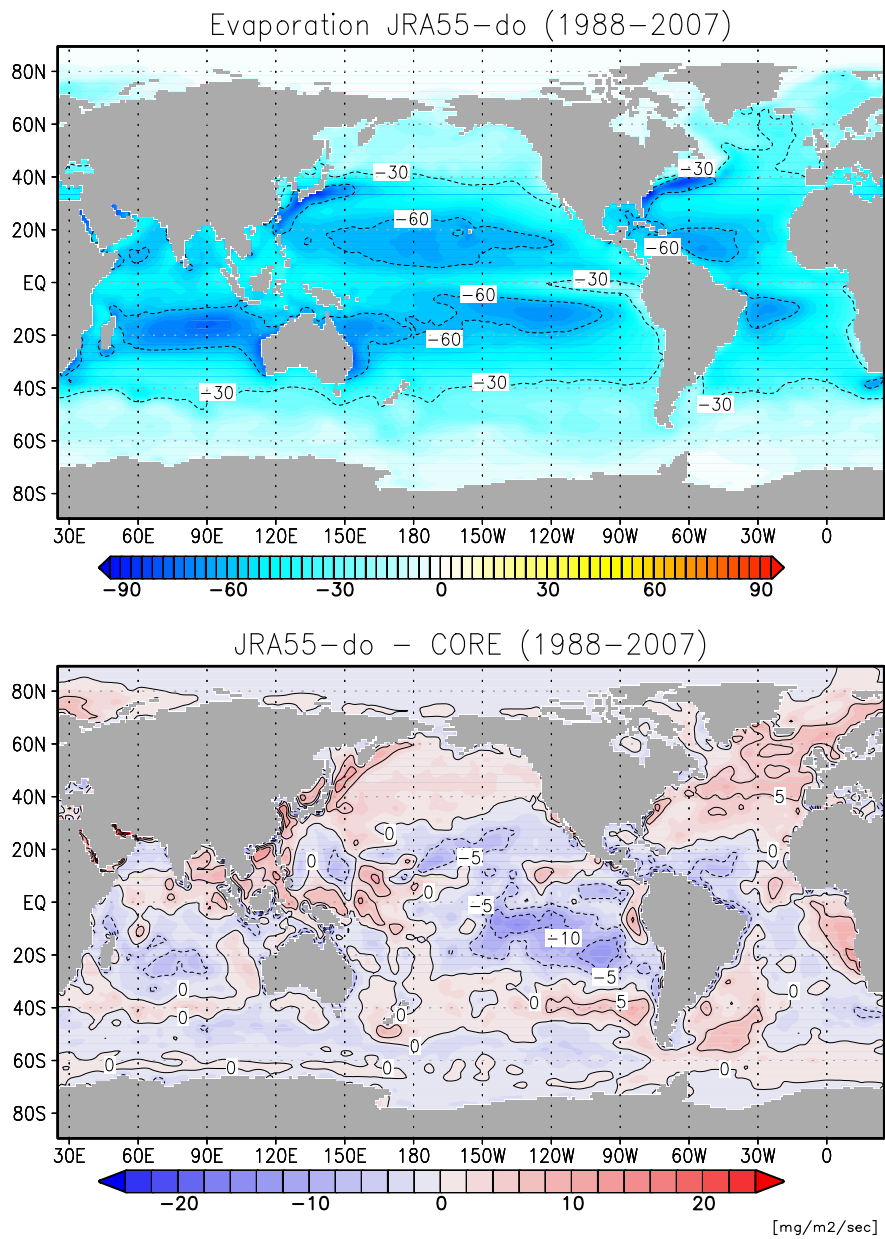 Evaporation JRA55-do (1988-2007)
80N
60N
40N
20N
EQ
20S
40S
60S
80S
-30
-30
-60
-60
-30
-60
-60
-30
-30
-30
30E 60E 90E 120E 150E 180 150W 120W 90W 60W 30W 0
-90 -60 -30 0 30 60 90
JRA55-do - CORE (1988-2007)
80N
60N
40N
20N
EQ
20S
40S
60S
80S
5
0
0
-5
0
0
-5
-10
-5
0
0
0
5
0
0
0
0
0
0
0
30E 60E 90E 120E 150E 180 150W 120W 90W 60W 30W 0
-20 -10 0 10 20
[mg/m2/sec]